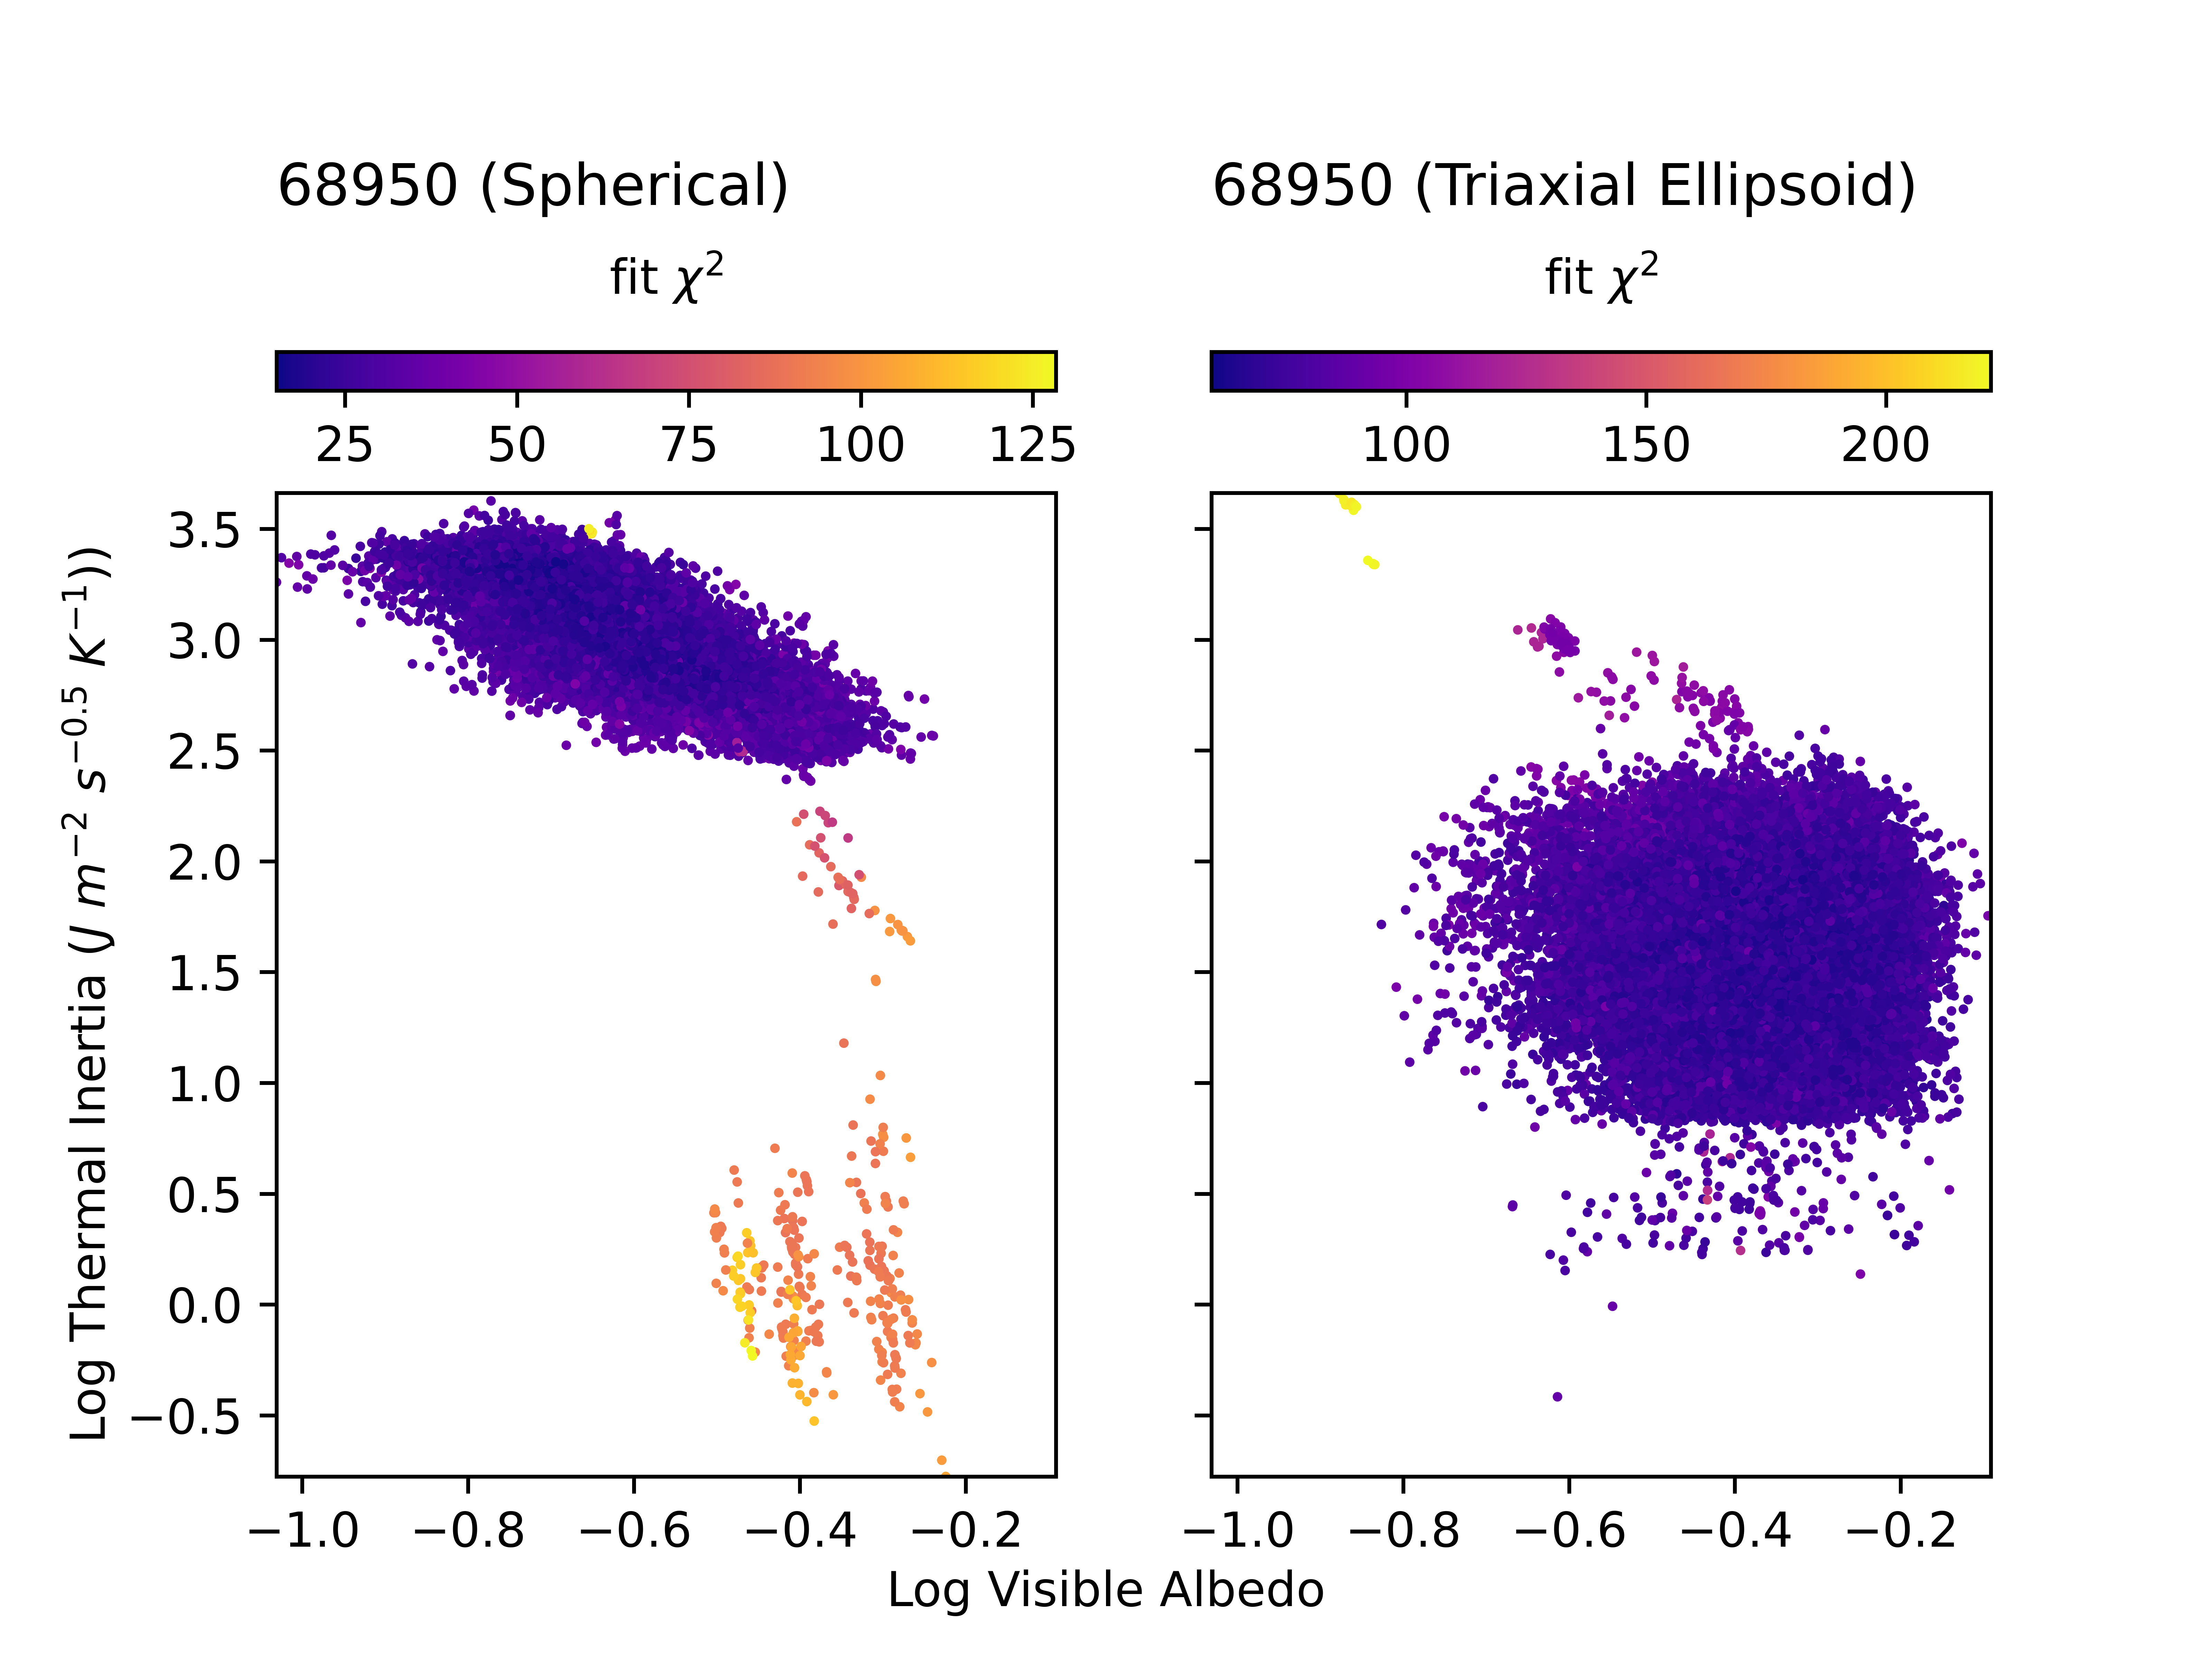 68950 (Spherical)
fit χ²
25 50 75 100 125
68950 (Triaxial Ellipsoid)
fit χ²
100 150 200
Log Thermal Inertia (J m⁻² s⁻⁰·⁵ K⁻¹))
3.5
3.0
2.5
2.0
1.5
1.0
0.5
0.0
−0.5
−1.0 −0.8 −0.6 −0.4 −0.2
−1.0 −0.8 −0.6 −0.4 −0.2
Log Visible Albedo